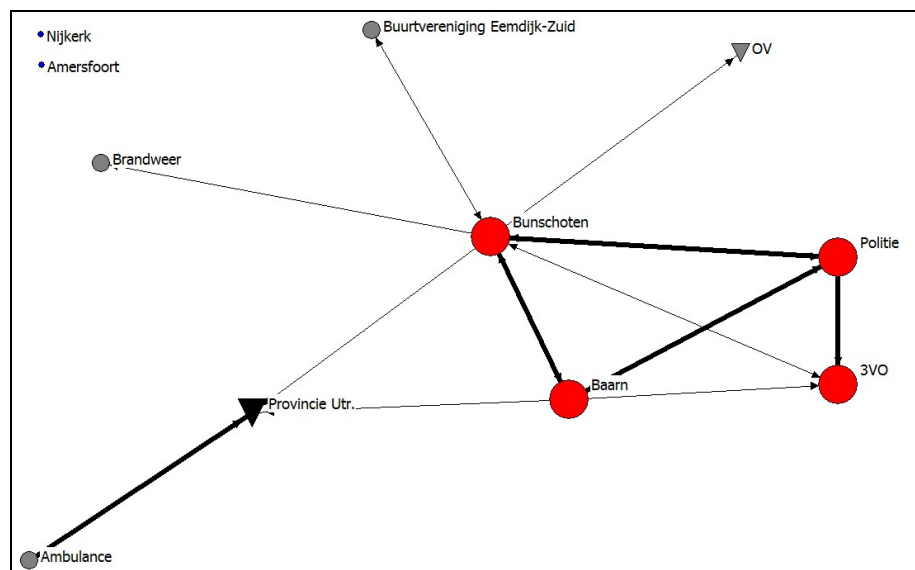 Buurtvereniging Eemdijk-Zuid
Nijkerk
OV
Amersfoort
Brandweer
Bunschoten
Politie
3VO
Baarn
Provincie Utr.
Ambulance